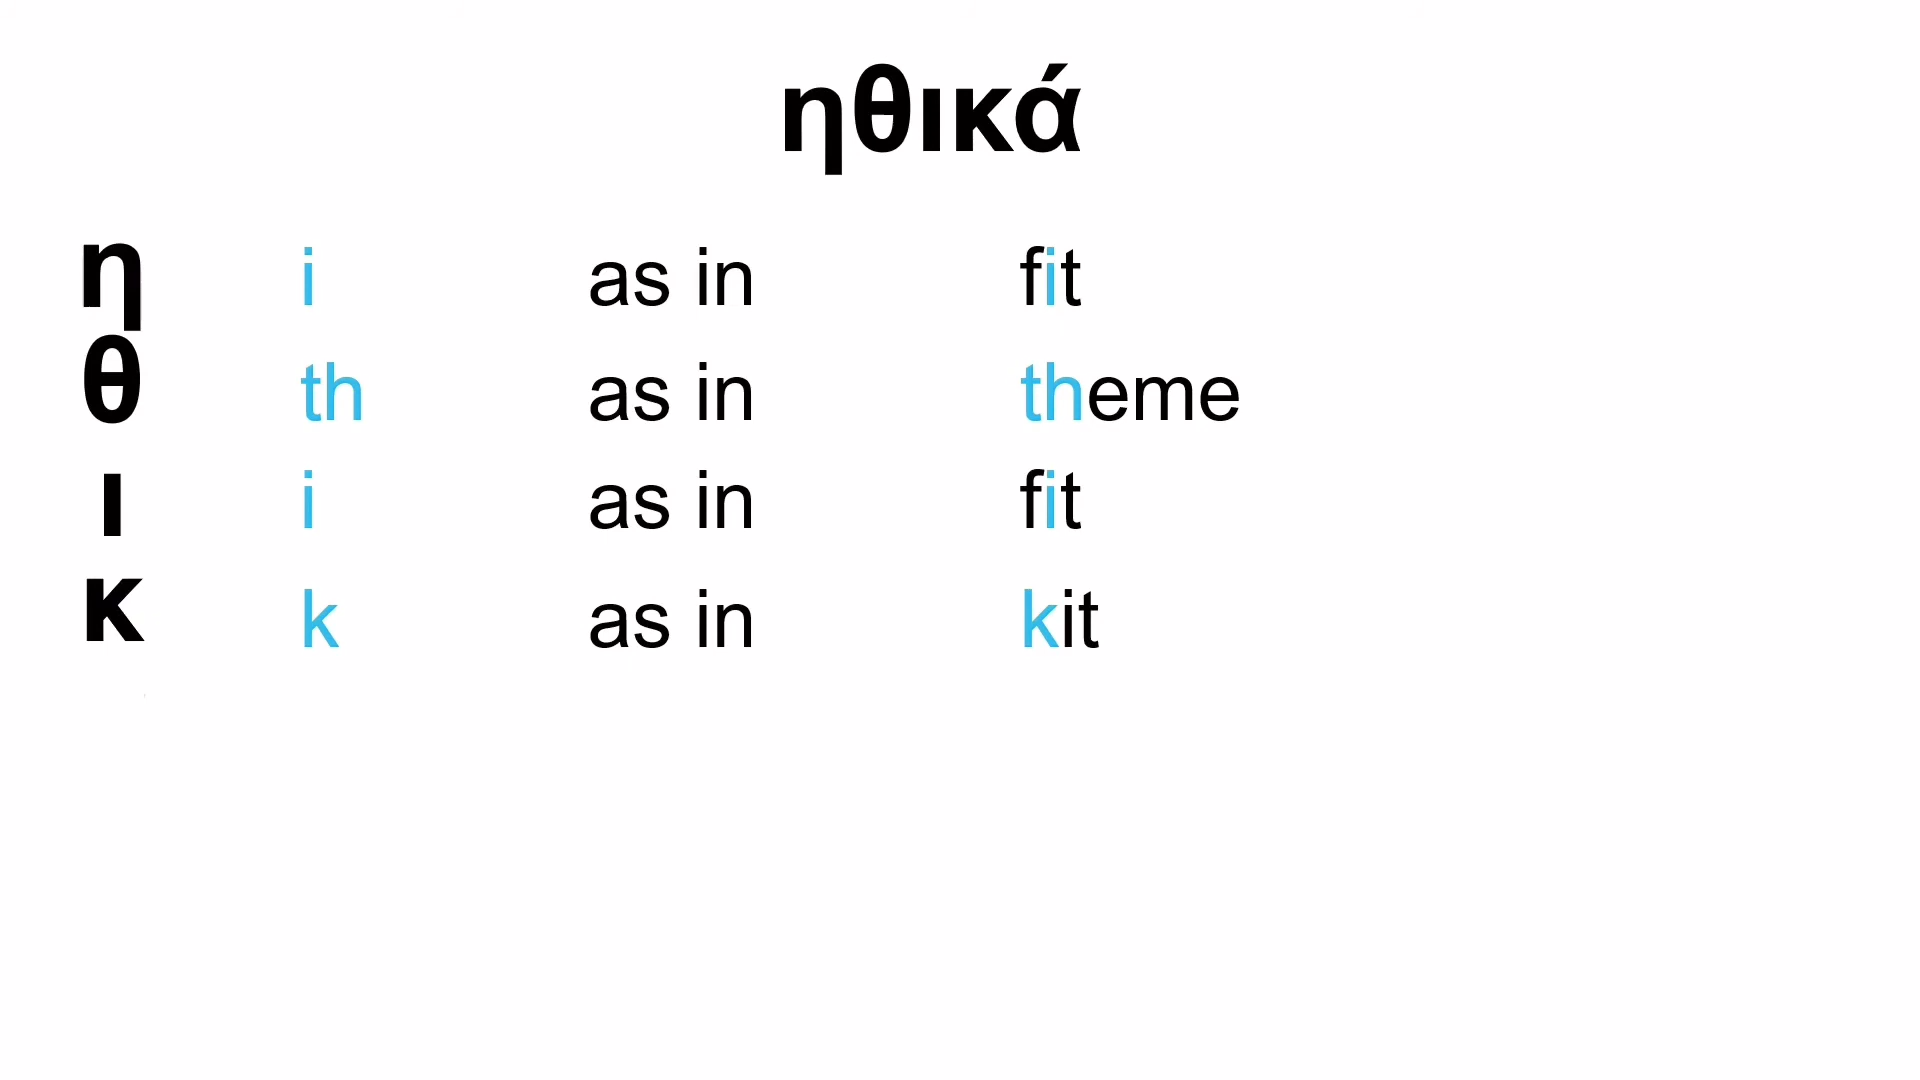 ηθικά
η i as in fit
θ th as in theme
ι i as in fit
κ k as in kit